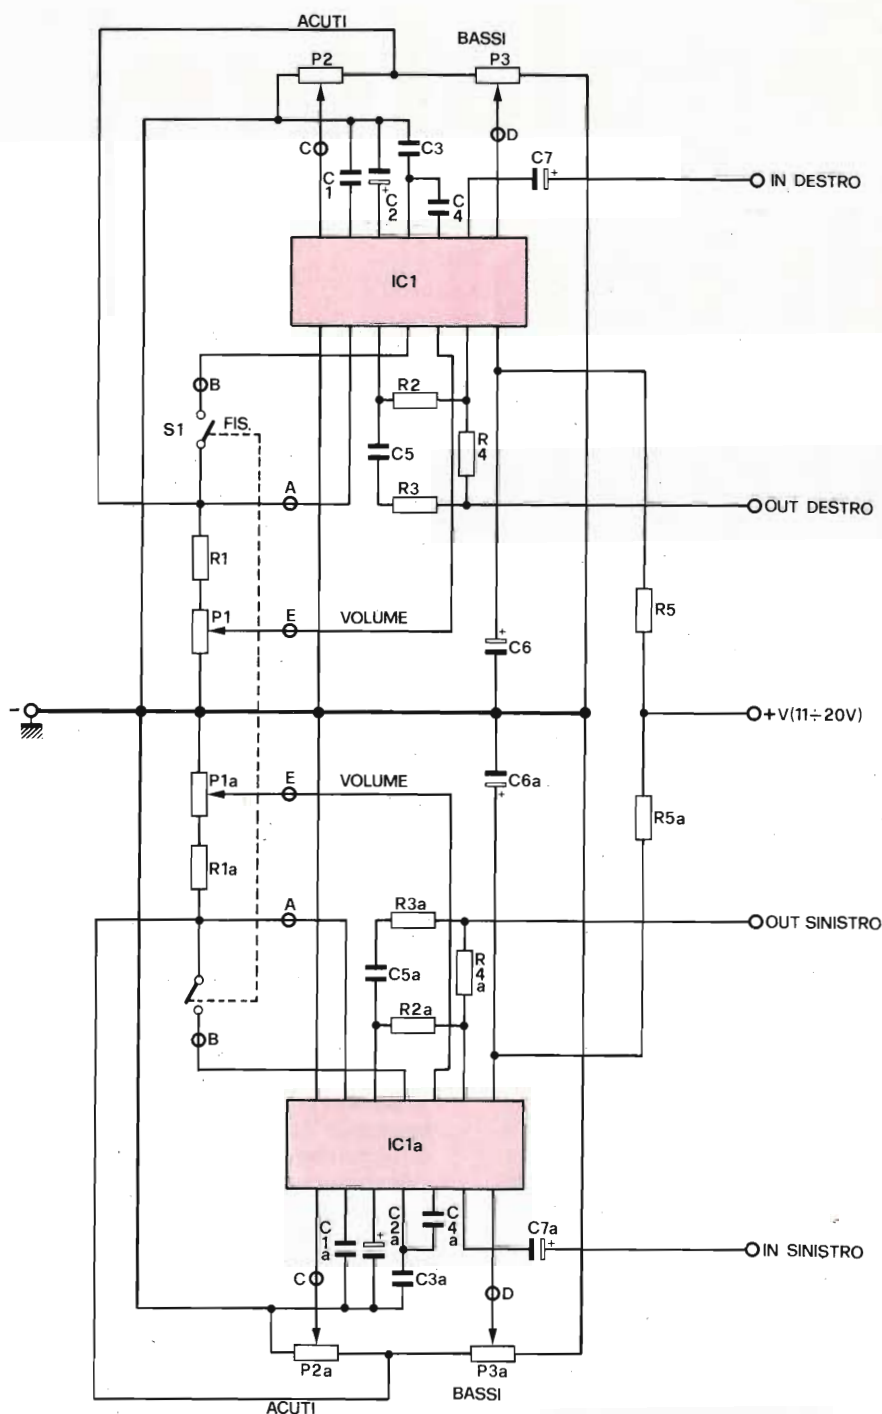 ACUTI
BASSI
P2
P3
C
C1
C2
C3
C4
C7
+
+
D
IN DESTRO
IC1
B
S1
FIS.
R2
C5
R4
R3
A
OUT DESTRO
R1
P1
E
VOLUME
+
C6
R5
-
+V(11÷20V)
P1a
E
VOLUME
C6a
+
R5a
R1a
A
R3a
OUT SINISTRO
C5a
R4a
R2a
B
IC1a
C1a
C2a
+
C4a
C7a
+
IN SINISTRO
C
C3a
D
P2a
P3a
BASSI
ACUTI